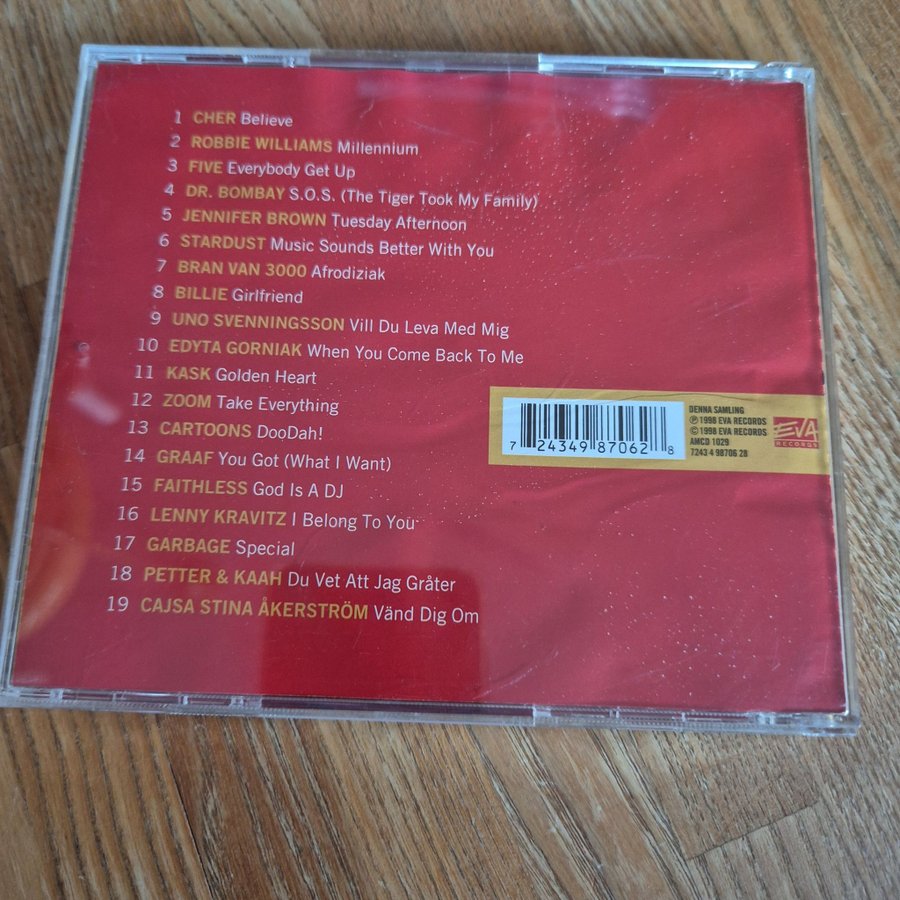 1 CHER Believe
2 ROBBIE WILLIAMS Millennium
3 FIVE Everybody Get Up
4 DR. BOMBAY S.O.S. (The Tiger Took My Family)
5 JENNIFER BROWN Tuesday Afternoon
6 STARDUST Music Sounds Better With You
7 BRAN VAN 3000 Afrodiziak
8 BILLIE Girlfriend
9 UNO SVENNINGSSON Vill Du Leva Med Mig
10 EDYTA GORNIAK When You Come Back To Me
11 KASK Golden Heart
12 ZOOM Take Everything
13 CARTOONS DooDah!
14 GRAAF You Got (What I Want)
15 FAITHLESS God Is A DJ
16 LENNY KRAVITZ I Belong To You
17 GARBAGE Special
18 PETTER & KAAH Du Vet Att Jag Gråter
19 CAJSA STINA ÅKERSTRÖM Vänd Dig Om
7 24349 87062 8
DENNA SAMLING
℗ 1998 EVA RECORDS
© 1998 EVA RECORDS
AMCD 1029
7243 4 98706 28
EVA
RECORDS